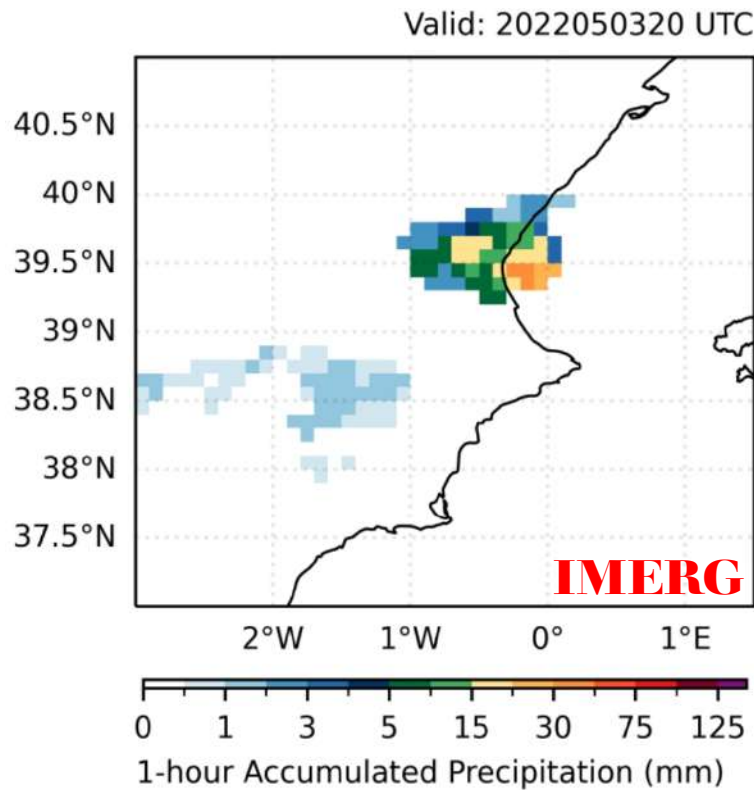 Valid: 2022050320 UTC
40.5°N
40°N
39.5°N
39°N
38.5°N
38°N
37.5°N
IMERG
2°W 1°W 0° 1°E
0 1 3 5 15 30 75 125
1-hour Accumulated Precipitation (mm)